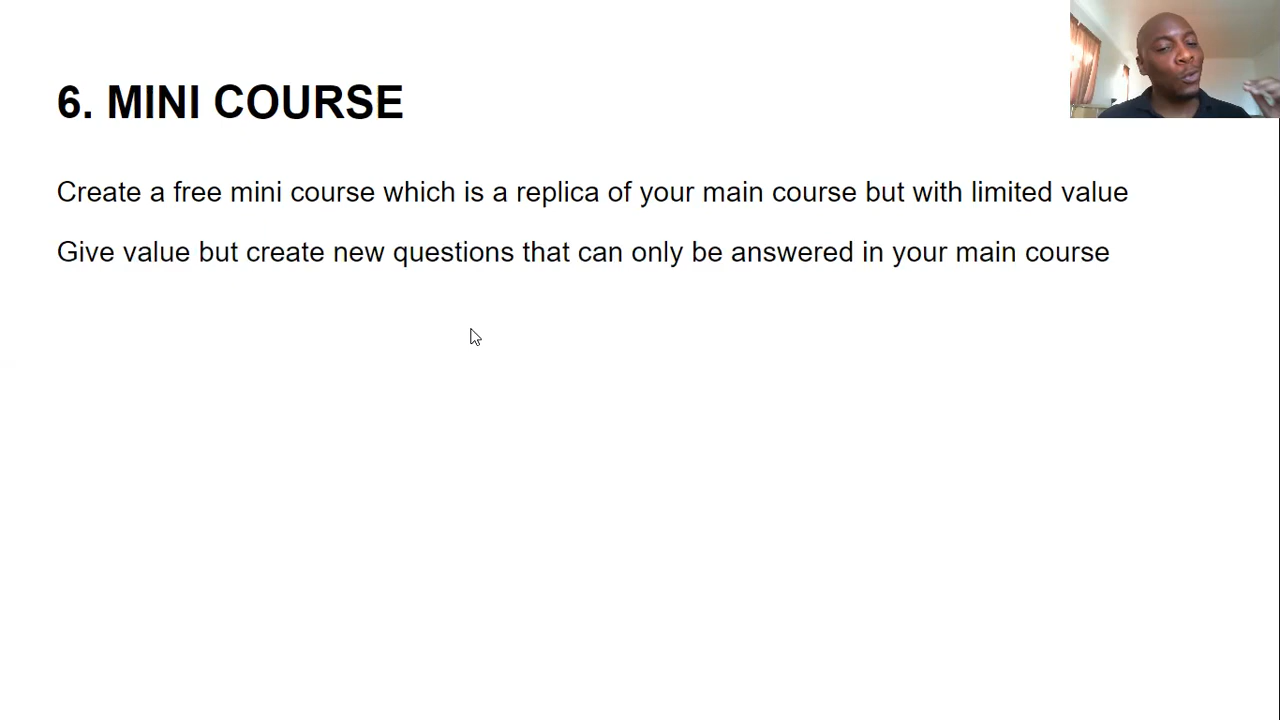 6. MINI COURSE
Create a free mini course which is a replica of your main course but with limited value
Give value but create new questions that can only be answered in your main course